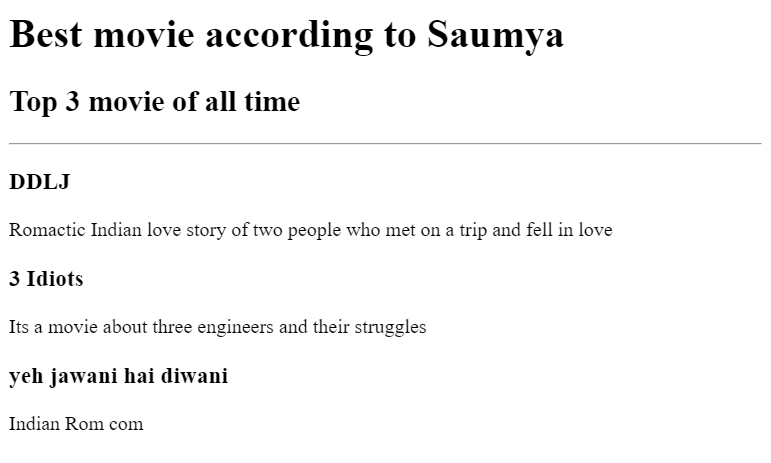 Best movie according to Saumya
Top 3 movie of all time
DDLJ
Romactic Indian love story of two people who met on a trip and fell in love
3 Idiots
Its a movie about three engineers and their struggles
yeh jawani hai diwani
Indian Rom com